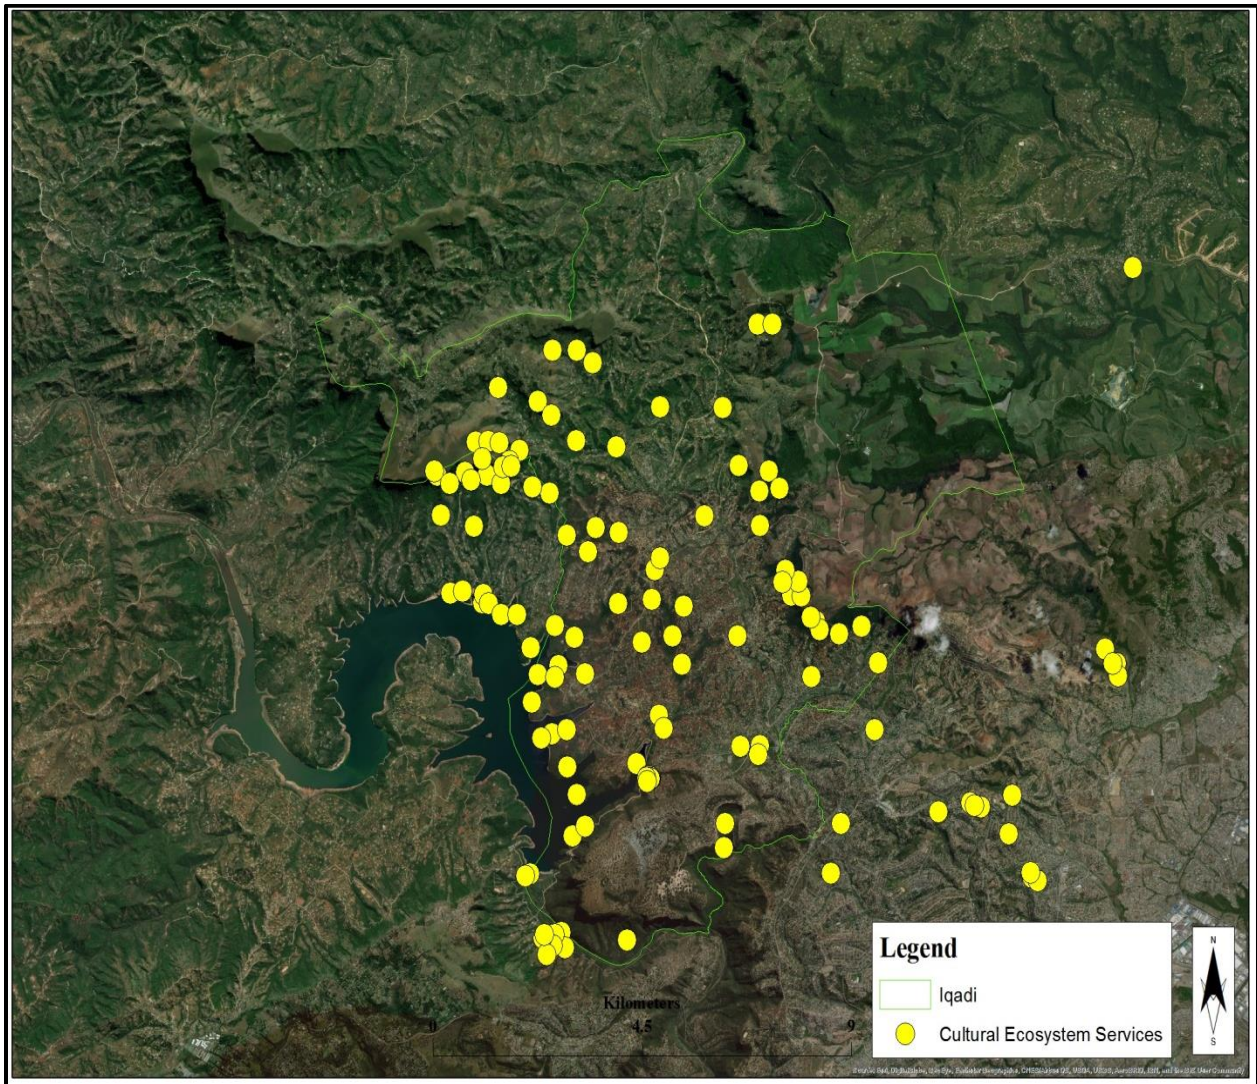 Kilometers
0 4.5 9
Legend
Iqadi
Cultural Ecosystem Services
N
S